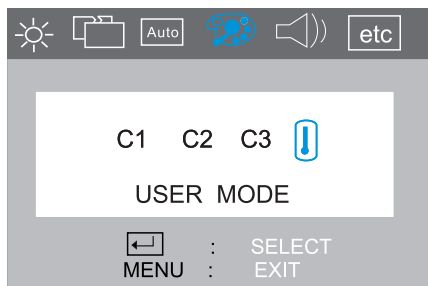 Auto etc
C1 C2 C3
USER MODE
: SELECT
MENU : EXIT